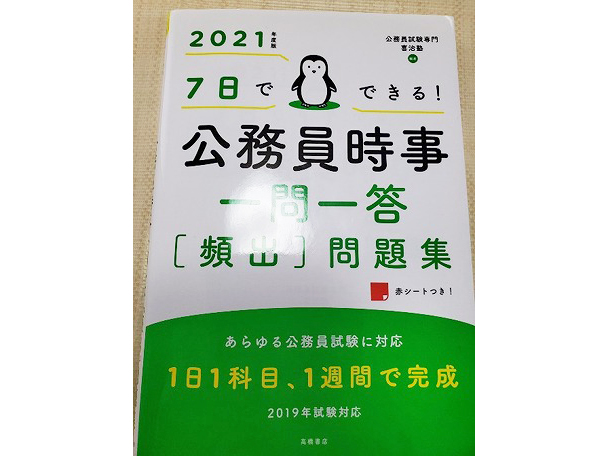 2021年度版
公務員試験専門
喜治塾
編著
7日で
できる!
公務員時事
一問一答
[頻出]問題集
赤シートつき!
あらゆる公務員試験に対応
1日1科目、1週間で完成
2019年試験対応
高橋書店